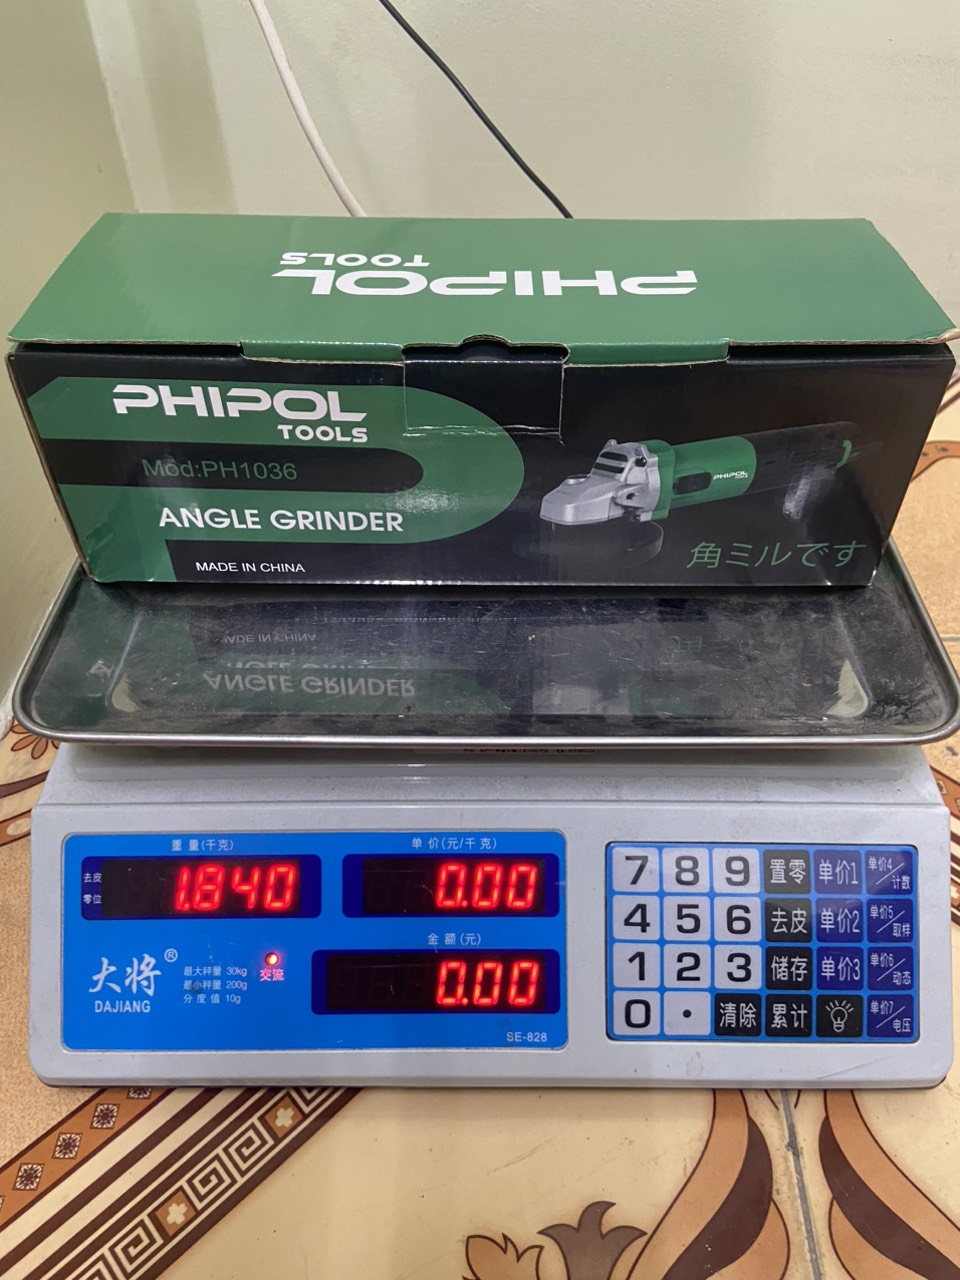 PHIPOL
TOOLS
PHIPOL
TOOLS
Mod:PH1036
ANGLE GRINDER
MADE IN CHINA
PHIPOL
角ミルです
重量(千克)
单价(元/千克)
去皮
零位
1.840
0.00
金额(元)
0.00
大将®
DAJIANG
最大秤量 30kg
最小秤量 200g
分度值 10g
交流
SE-828
7 8 9 置零 单价1 单价4/计数
4 5 6 去皮 单价2 单价5/取样
1 2 3 储存 单价3 单价6/动态
0 . 清除 累计 单价7/电压